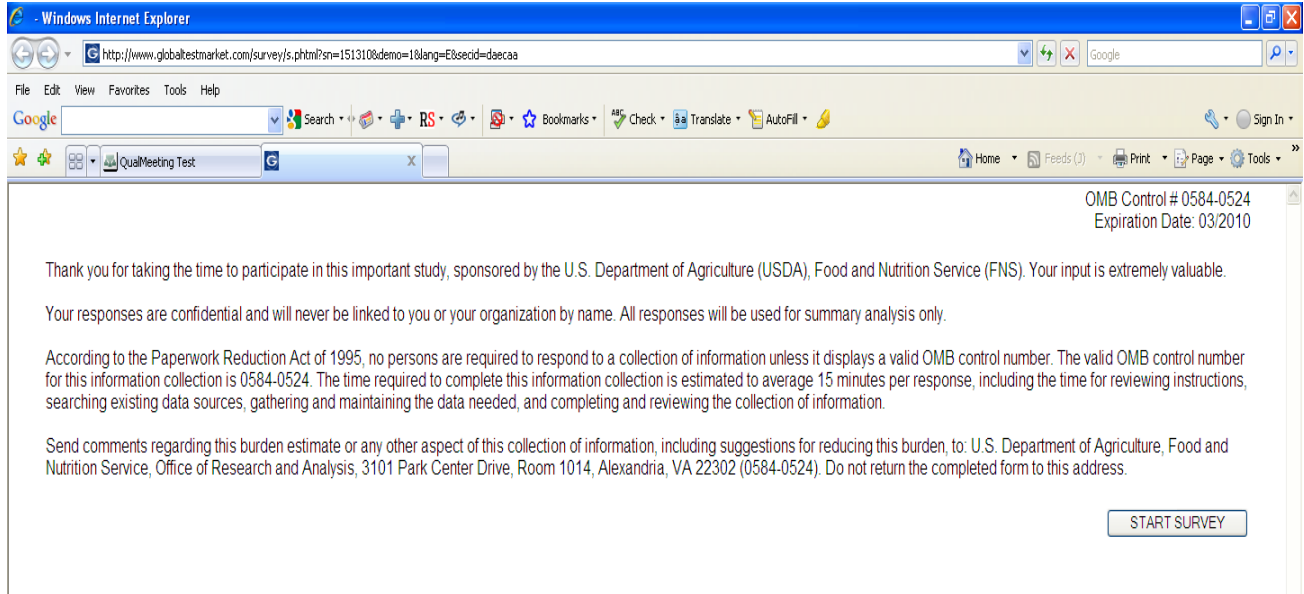 - Windows Internet Explorer
http://www.globaltestmarket.com/survey/s.phtml?sn=151310&demo=1&lang=E&secid=daecaa
Google
File Edit View Favorites Tools Help
Google Search RS Bookmarks ABC Check âa Translate AutoFill Sign In
QualMeeting Test G X Home Feeds (J) Print Page Tools »
OMB Control # 0584-0524
Expiration Date: 03/2010
Thank you for taking the time to participate in this important study, sponsored by the U.S. Department of Agriculture (USDA), Food and Nutrition Service (FNS). Your input is extremely valuable.
Your responses are confidential and will never be linked to you or your organization by name. All responses will be used for summary analysis only.
According to the Paperwork Reduction Act of 1995, no persons are required to respond to a collection of information unless it displays a valid OMB control number. The valid OMB control number
for this information collection is 0584-0524. The time required to complete this information collection is estimated to average 15 minutes per response, including the time for reviewing instructions,
searching existing data sources, gathering and maintaining the data needed, and completing and reviewing the collection of information.
Send comments regarding this burden estimate or any other aspect of this collection of information, including suggestions for reducing this burden, to: U.S. Department of Agriculture, Food and
Nutrition Service, Office of Research and Analysis, 3101 Park Center Drive, Room 1014, Alexandria, VA 22302 (0584-0524). Do not return the completed form to this address.
START SURVEY